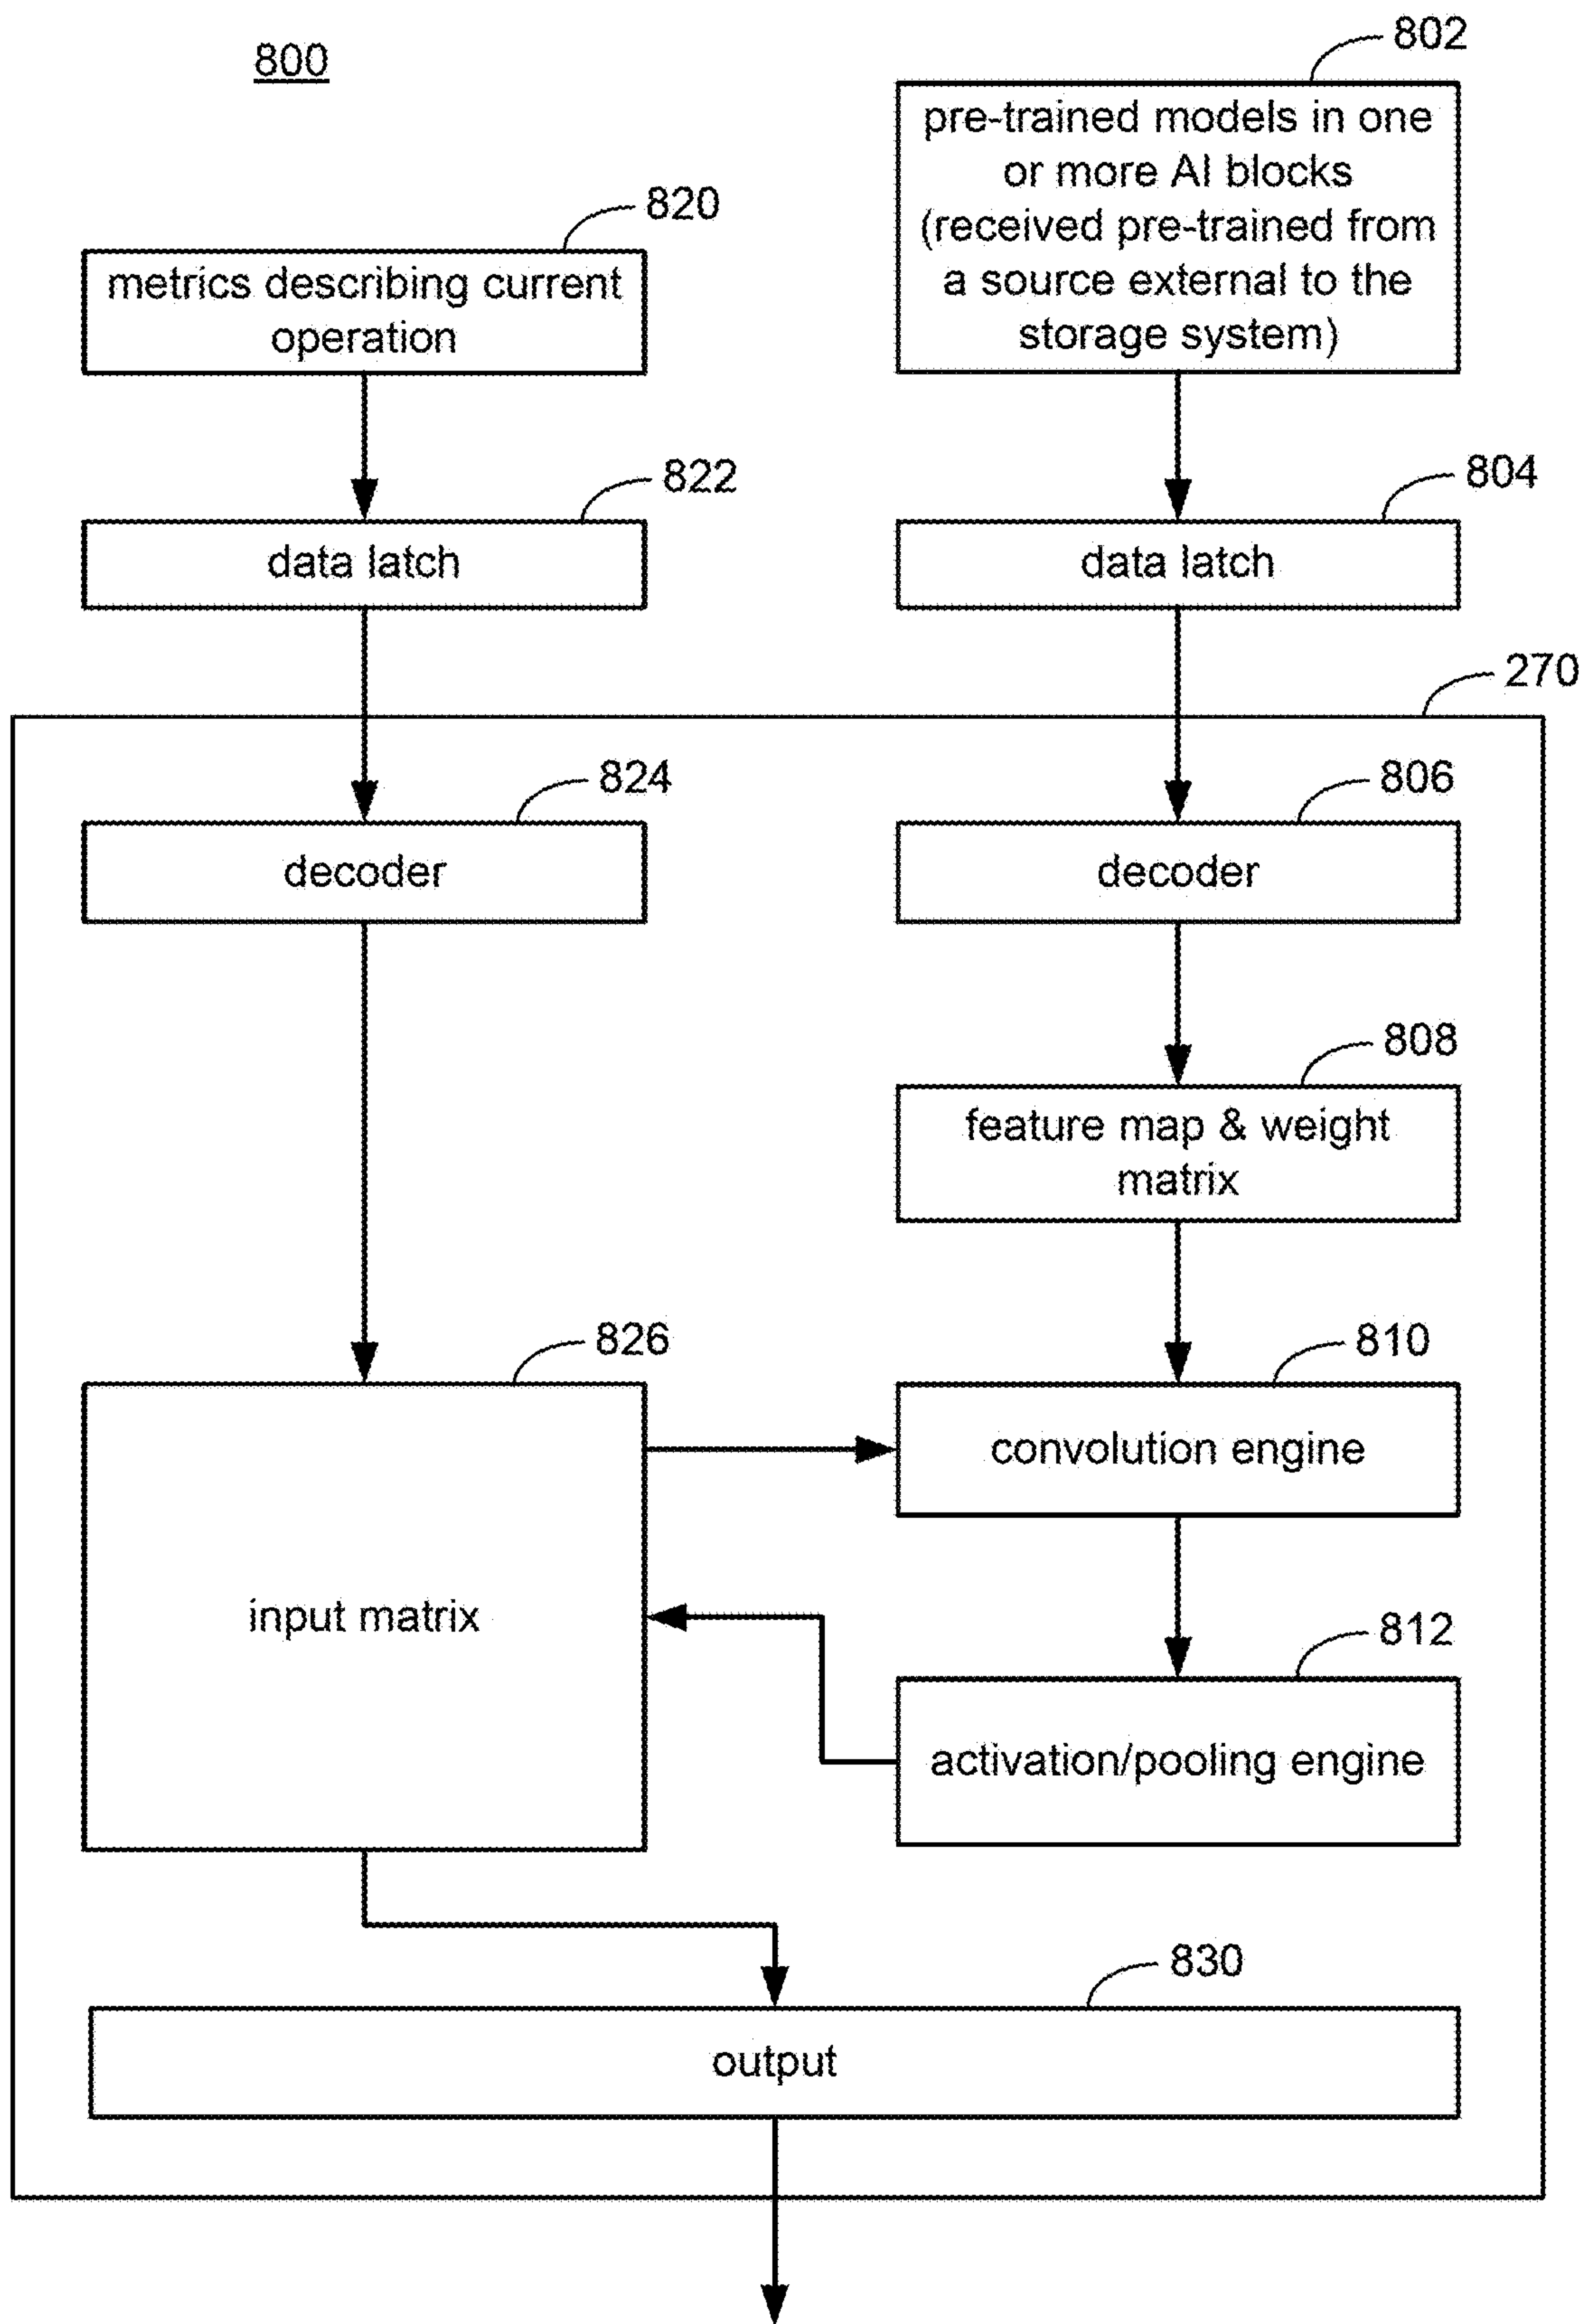 800
802
pre-trained models in one
or more AI blocks
(received pre-trained from
a source external to the
storage system)
820
metrics describing current
operation
822
data latch
804
data latch
270
824
decoder
806
decoder
808
feature map & weight
matrix
826
input matrix
810
convolution engine
812
activation/pooling engine
830
output